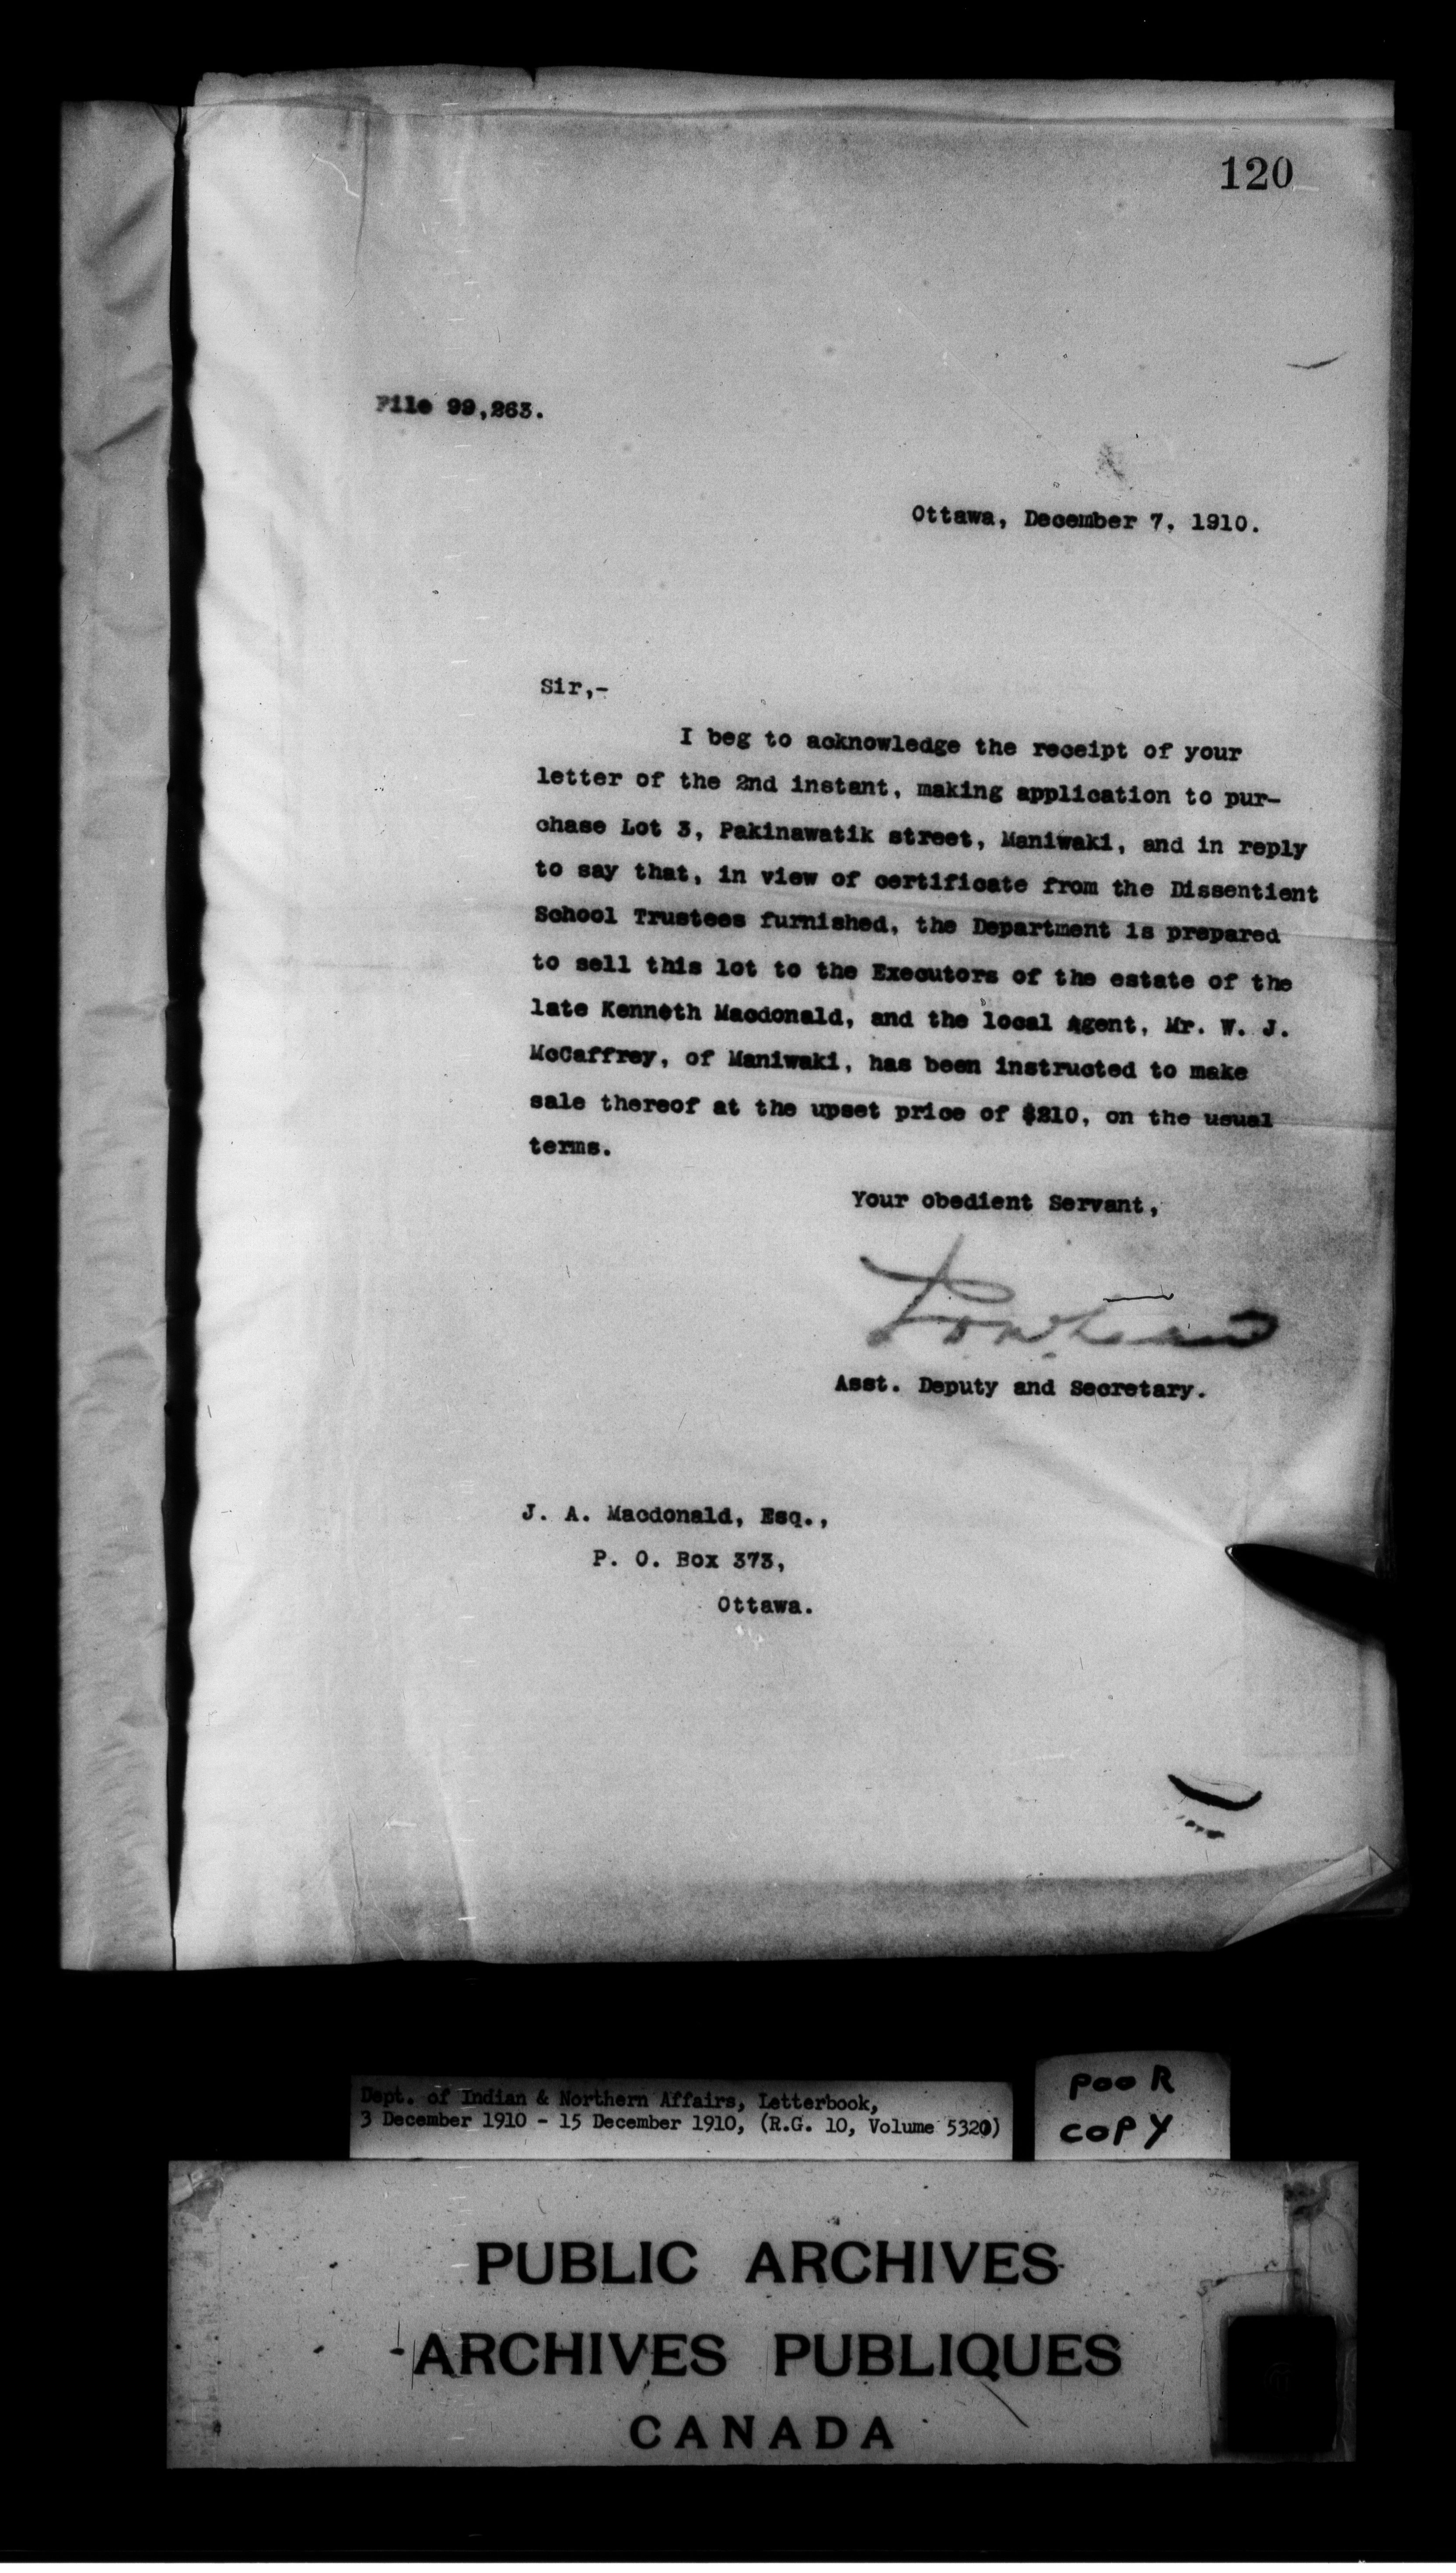 120
File 99,263.
Ottawa, December 7, 1910.
Sir,-
I beg to acknowledge the receipt of your
letter of the 2nd instant, making application to pur-
chase Lot 3, Pakinawatik street, Maniwaki, and in reply
to say that, in view of certificate from the Dissentient
School Trustees furnished, the Department is prepared
to sell this lot to the Executors of the estate of the
late Kenneth Macdonald, and the local Agent, Mr. W. J.
McCaffrey, of Maniwaki, has been instructed to make
sale thereof at the upset price of $210, on the usual
terms.
Your obedient Servant,
Asst. Deputy and Secretary.
J. A. Macdonald, Esq.,
P. O. Box 373,
Ottawa.
Dept. of Indian & Northern Affairs, Letterbook,
3 December 1910 - 15 December 1910, (R.G. 10, Volume 5320)
POOR
COPY
PUBLIC ARCHIVES
ARCHIVES PUBLIQUES
CANADA